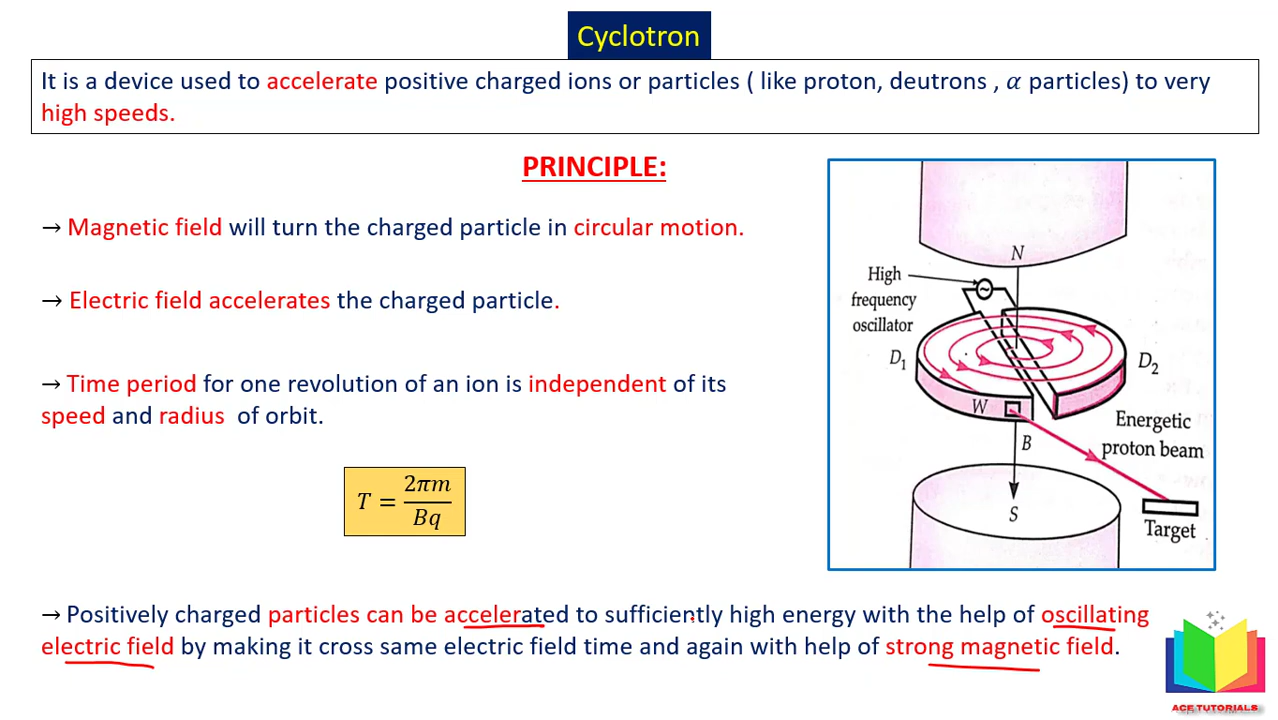 Cyclotron
It is a device used to accelerate positive charged ions or particles ( like proton, deutrons , α particles) to very
high speeds.
PRINCIPLE:
→ Magnetic field will turn the charged particle in circular motion.
→ Electric field accelerates the charged particle.
→ Time period for one revolution of an ion is independent of its
speed and radius of orbit.
T = 2πm / Bq
→ Positively charged particles can be accelerated to sufficiently high energy with the help of oscillating
electric field by making it cross same electric field time and again with help of strong magnetic field.
N
High
frequency
oscillator
~
D₁
D₂
W
Energetic
proton beam
B
S
Target
ACE TUTORIALS